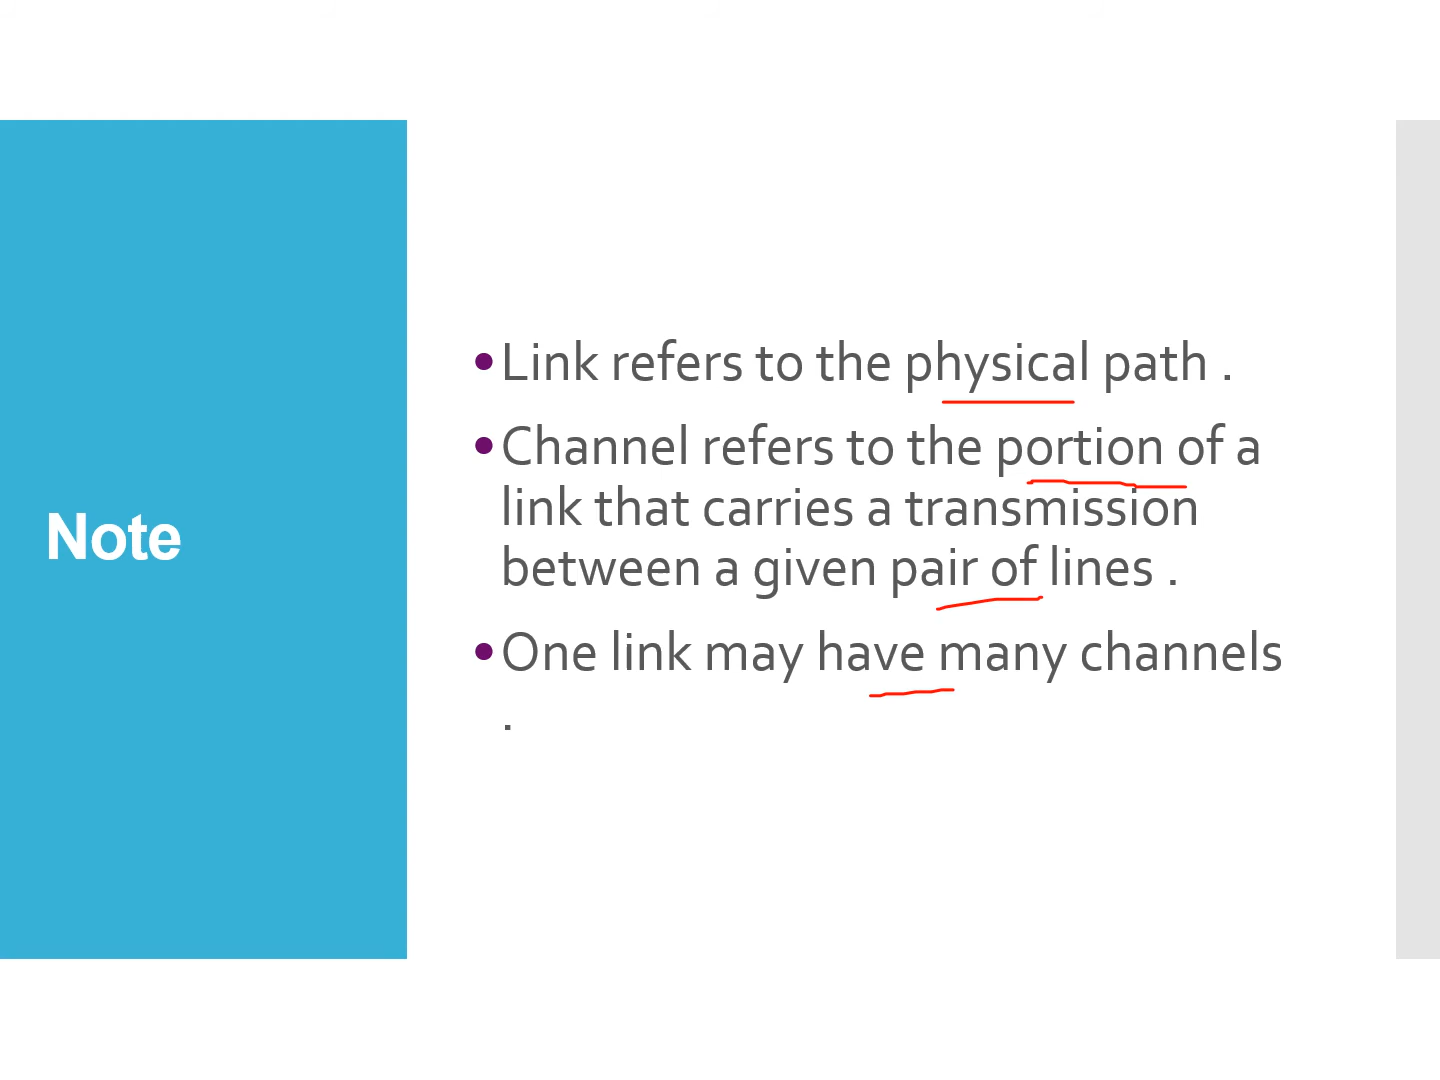 Note
•Link refers to the physical path .
•Channel refers to the portion of a
link that carries a transmission
between a given pair of lines .
•One link may have many channels
.